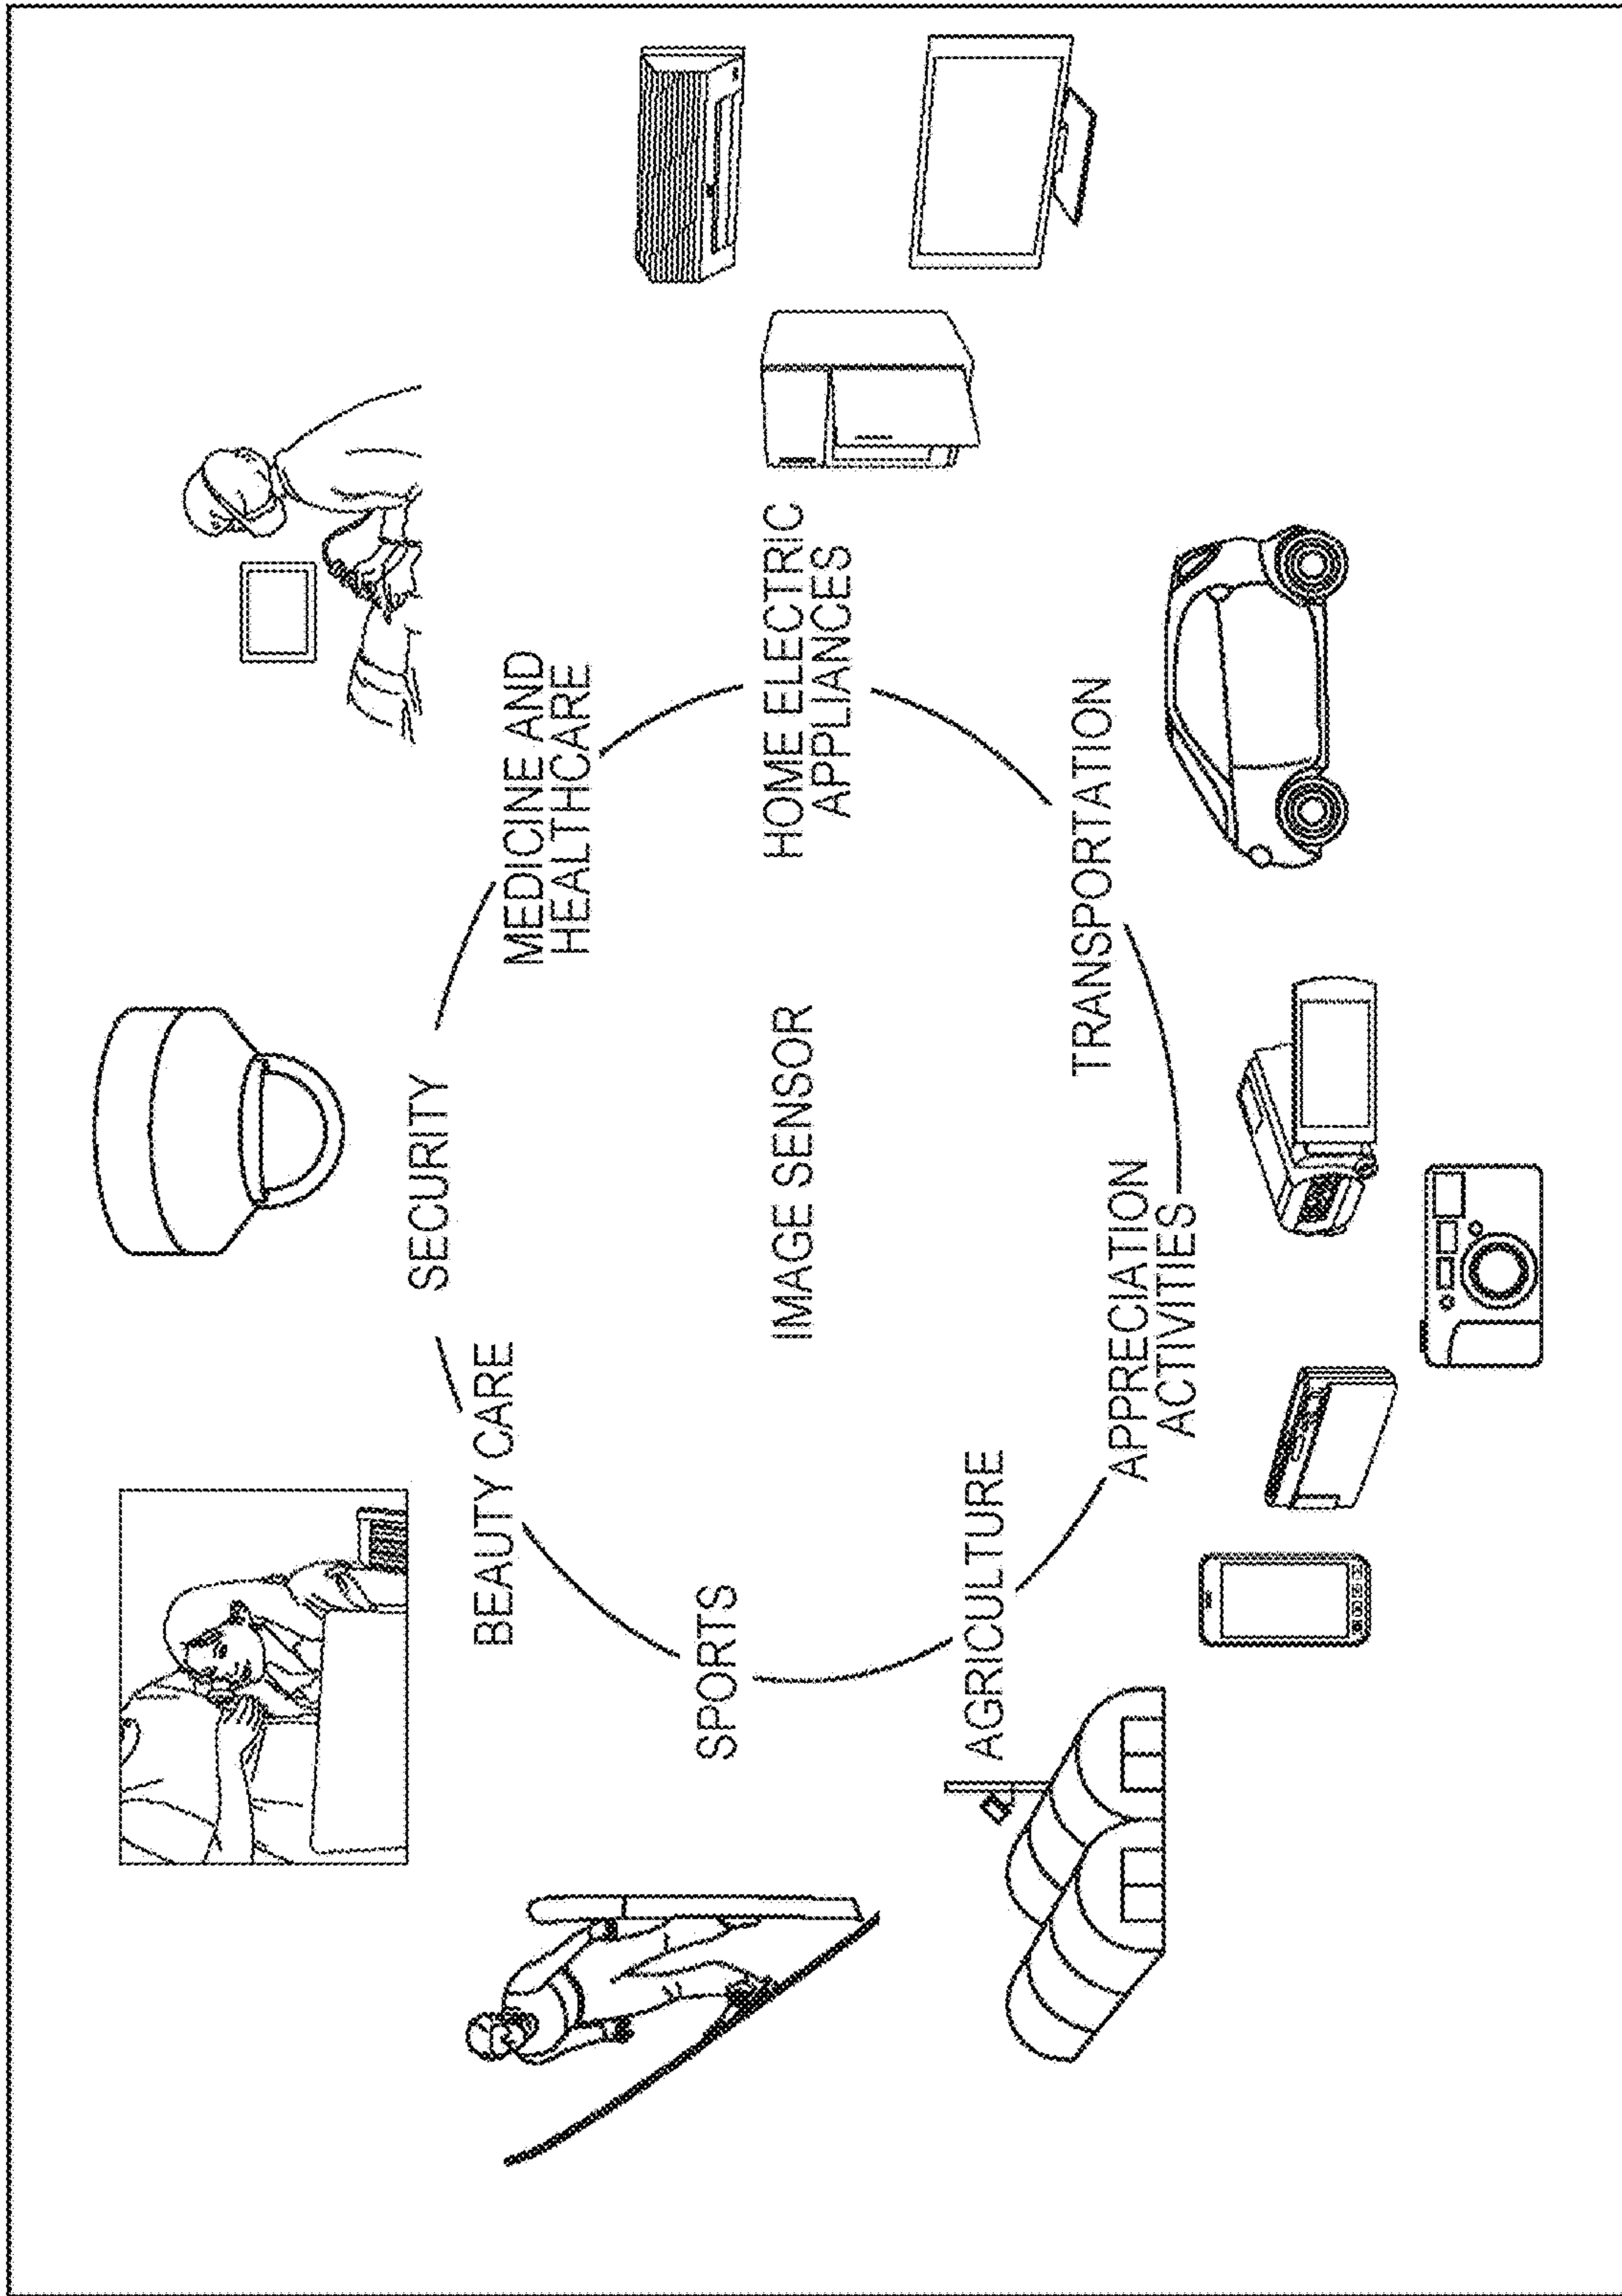 SECURITY
BEAUTY CARE
MEDICINE AND
HEALTHCARE
SPORTS
IMAGE SENSOR
HOME ELECTRIC
APPLIANCES
AGRICULTURE
TRANSPORTATION
APPRECIATION
ACTIVITIES